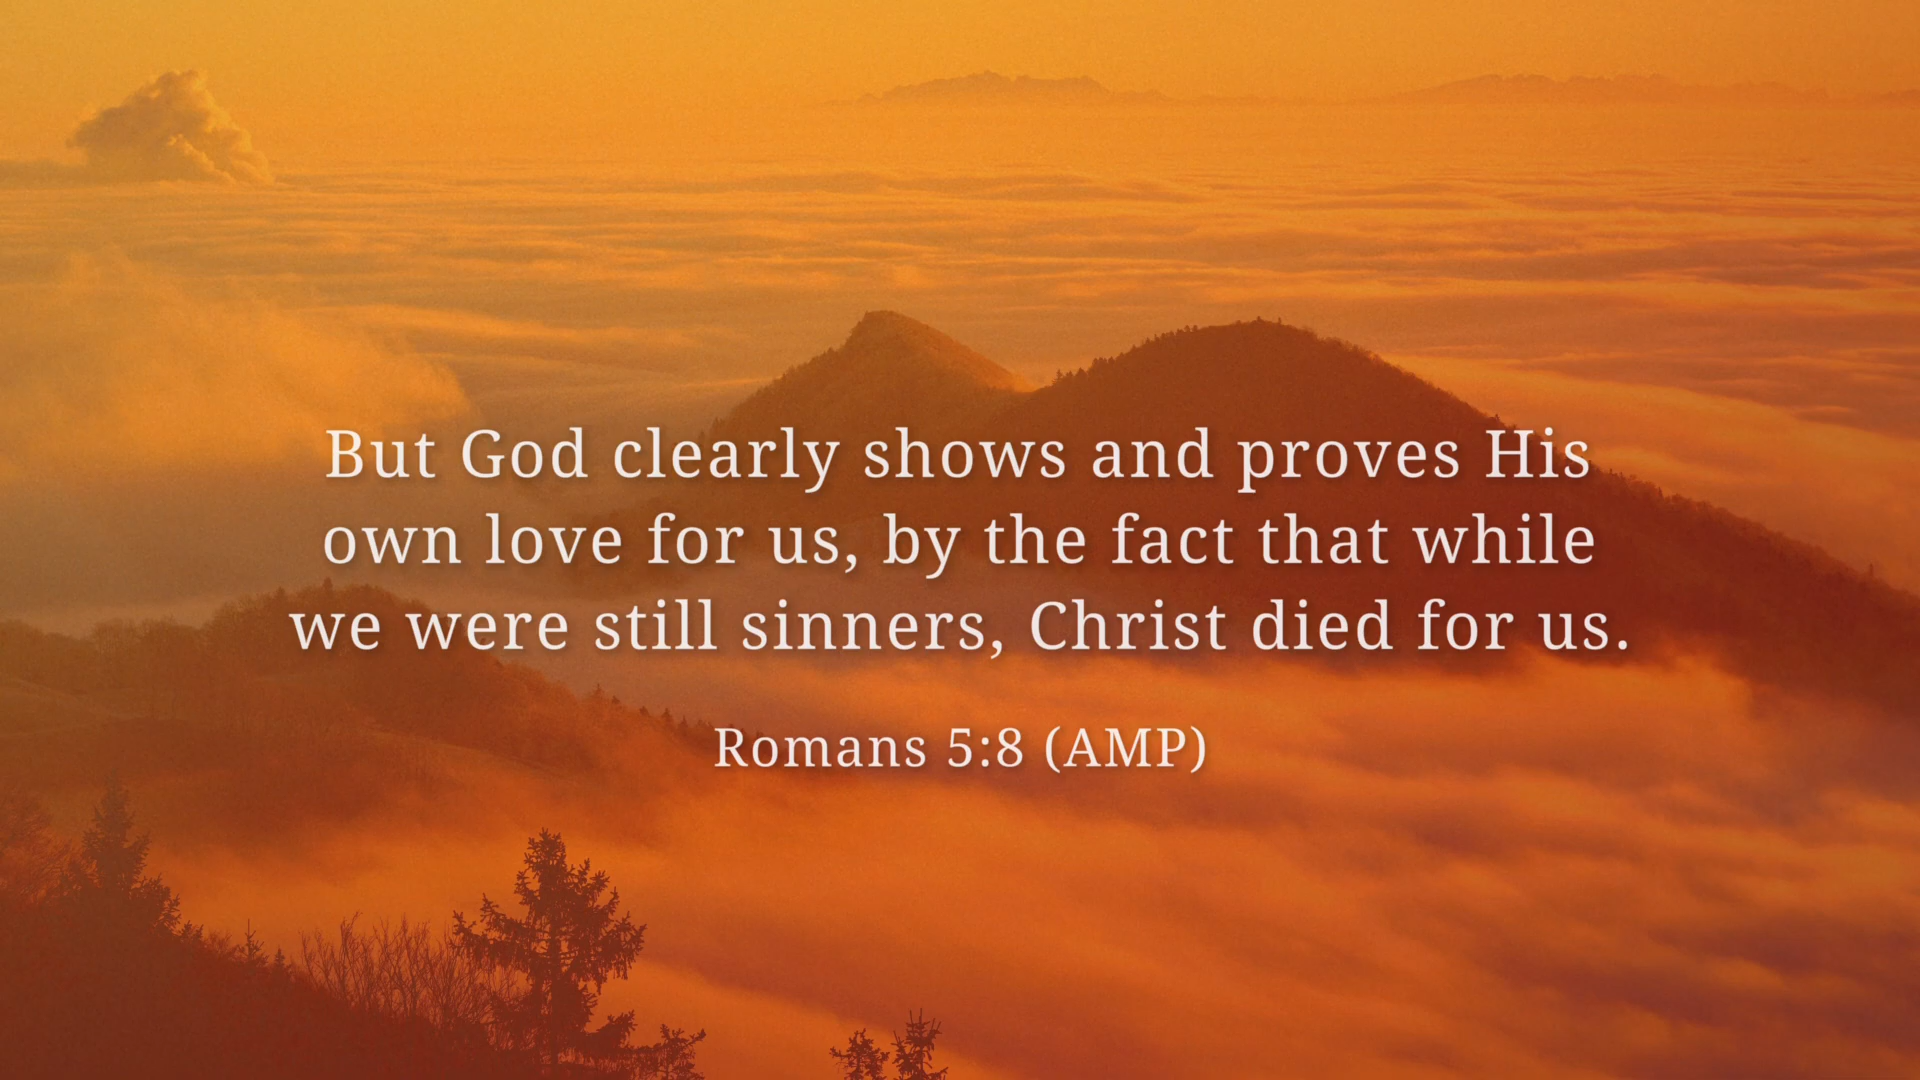 But God clearly shows and proves His
own love for us, by the fact that while
we were still sinners, Christ died for us.
Romans 5:8 (AMP)